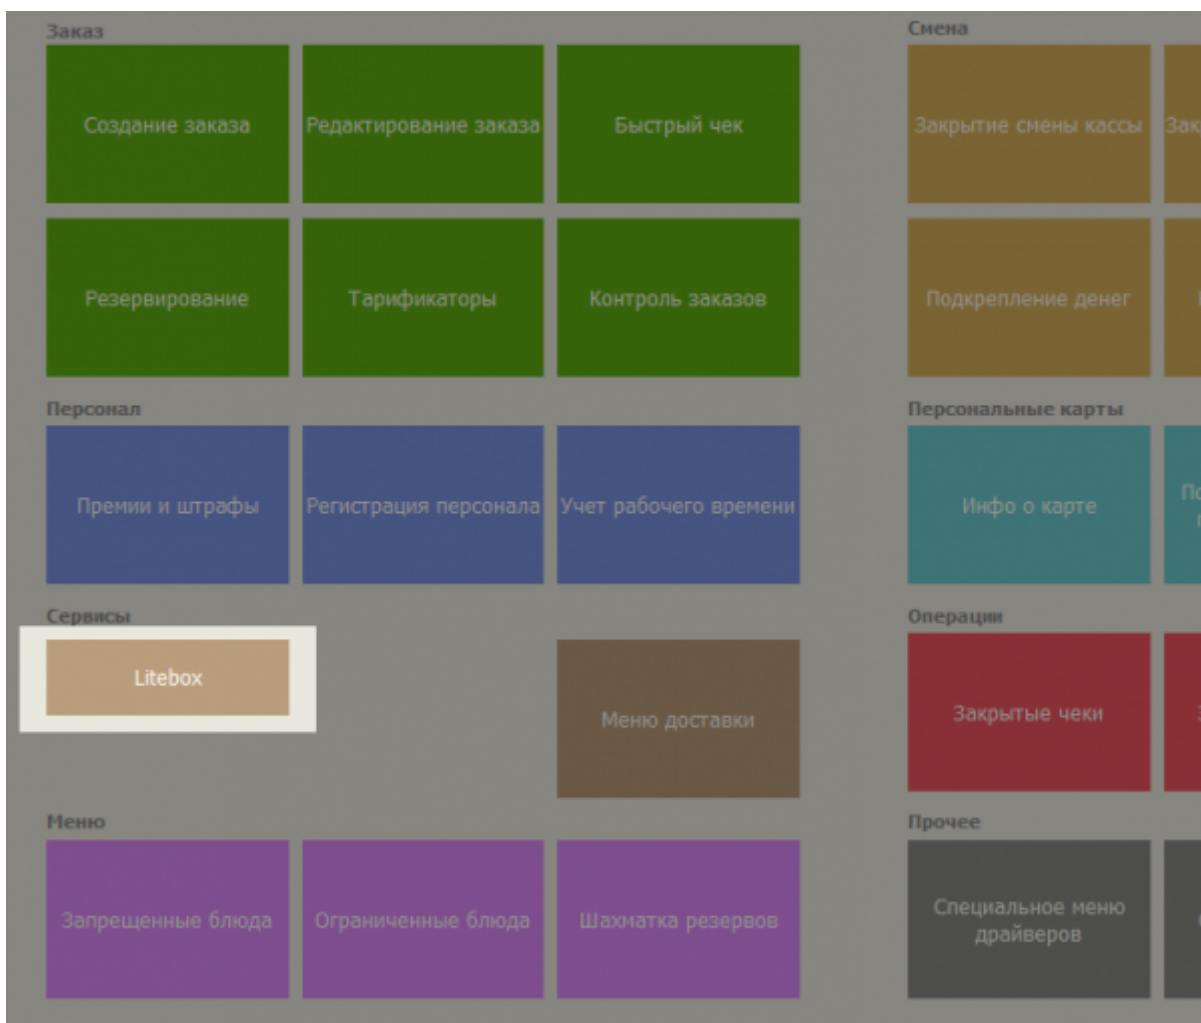 Заказ
Создание заказа
Редактирование заказа
Быстрый чек
Резервирование
Тарификаторы
Контроль заказов
Персонал
Премии и штрафы
Регистрация персонала
Учет рабочего времени
Сервисы
Litebox
Меню доставки
Меню
Запрещенные блюда
Ограниченные блюда
Шахматка резервов
Смена
Закрытие смены кассы
Подкрепление денег
Персональные карты
Инфо о карте
Операции
Закрытые чеки
Прочее
Специальное меню
драйверов